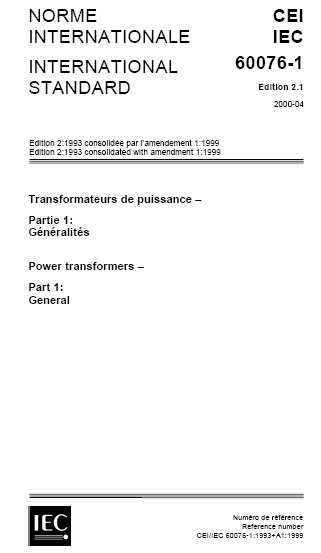 NORME
INTERNATIONALE
INTERNATIONAL
STANDARD
CEI
IEC
60076-1
Edition 2.1
2000-04
Edition 2:1993 consolidée par l'amendement 1:1999
Edition 2:1993 consolidated with amendment 1:1999
Transformateurs de puissance –
Partie 1:
Généralités
Power transformers –
Part 1:
General
IEC
Numéro de référence
Reference number
CEI/IEC 60076-1:1993+A1:1999